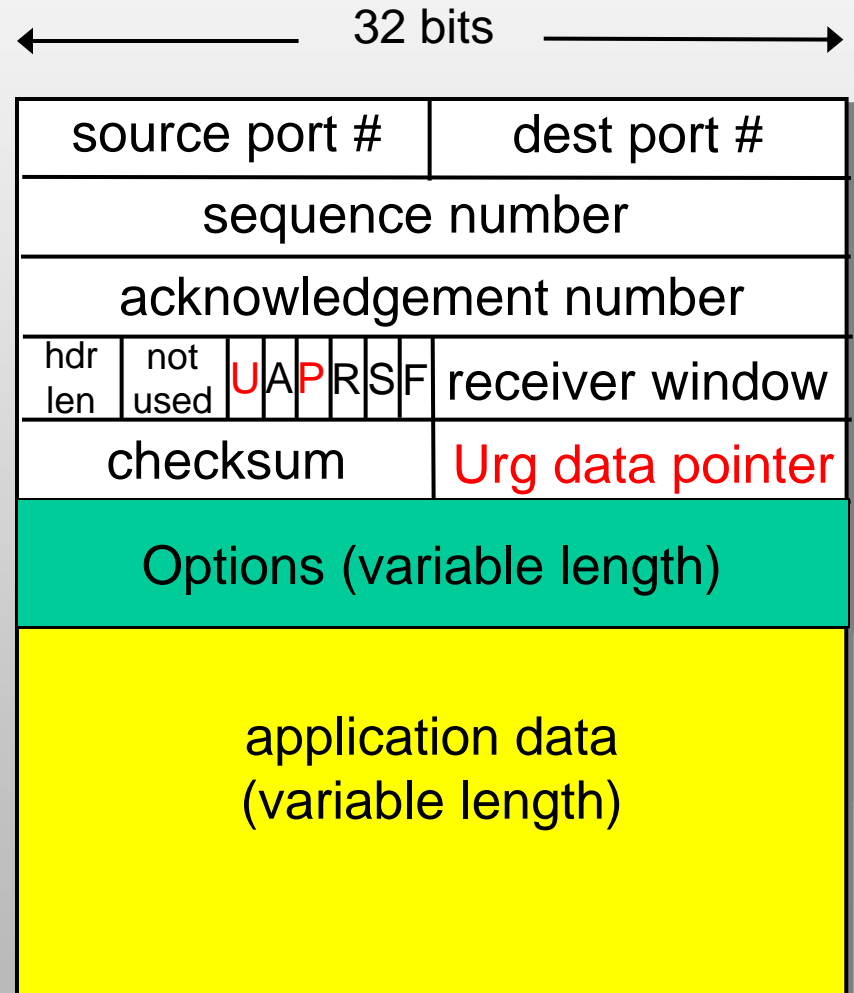 32 bits
source port # dest port #
sequence number
acknowledgement number
hdr len not used U A P R S F receiver window
checksum Urg data pointer
Options (variable length)
application data
(variable length)